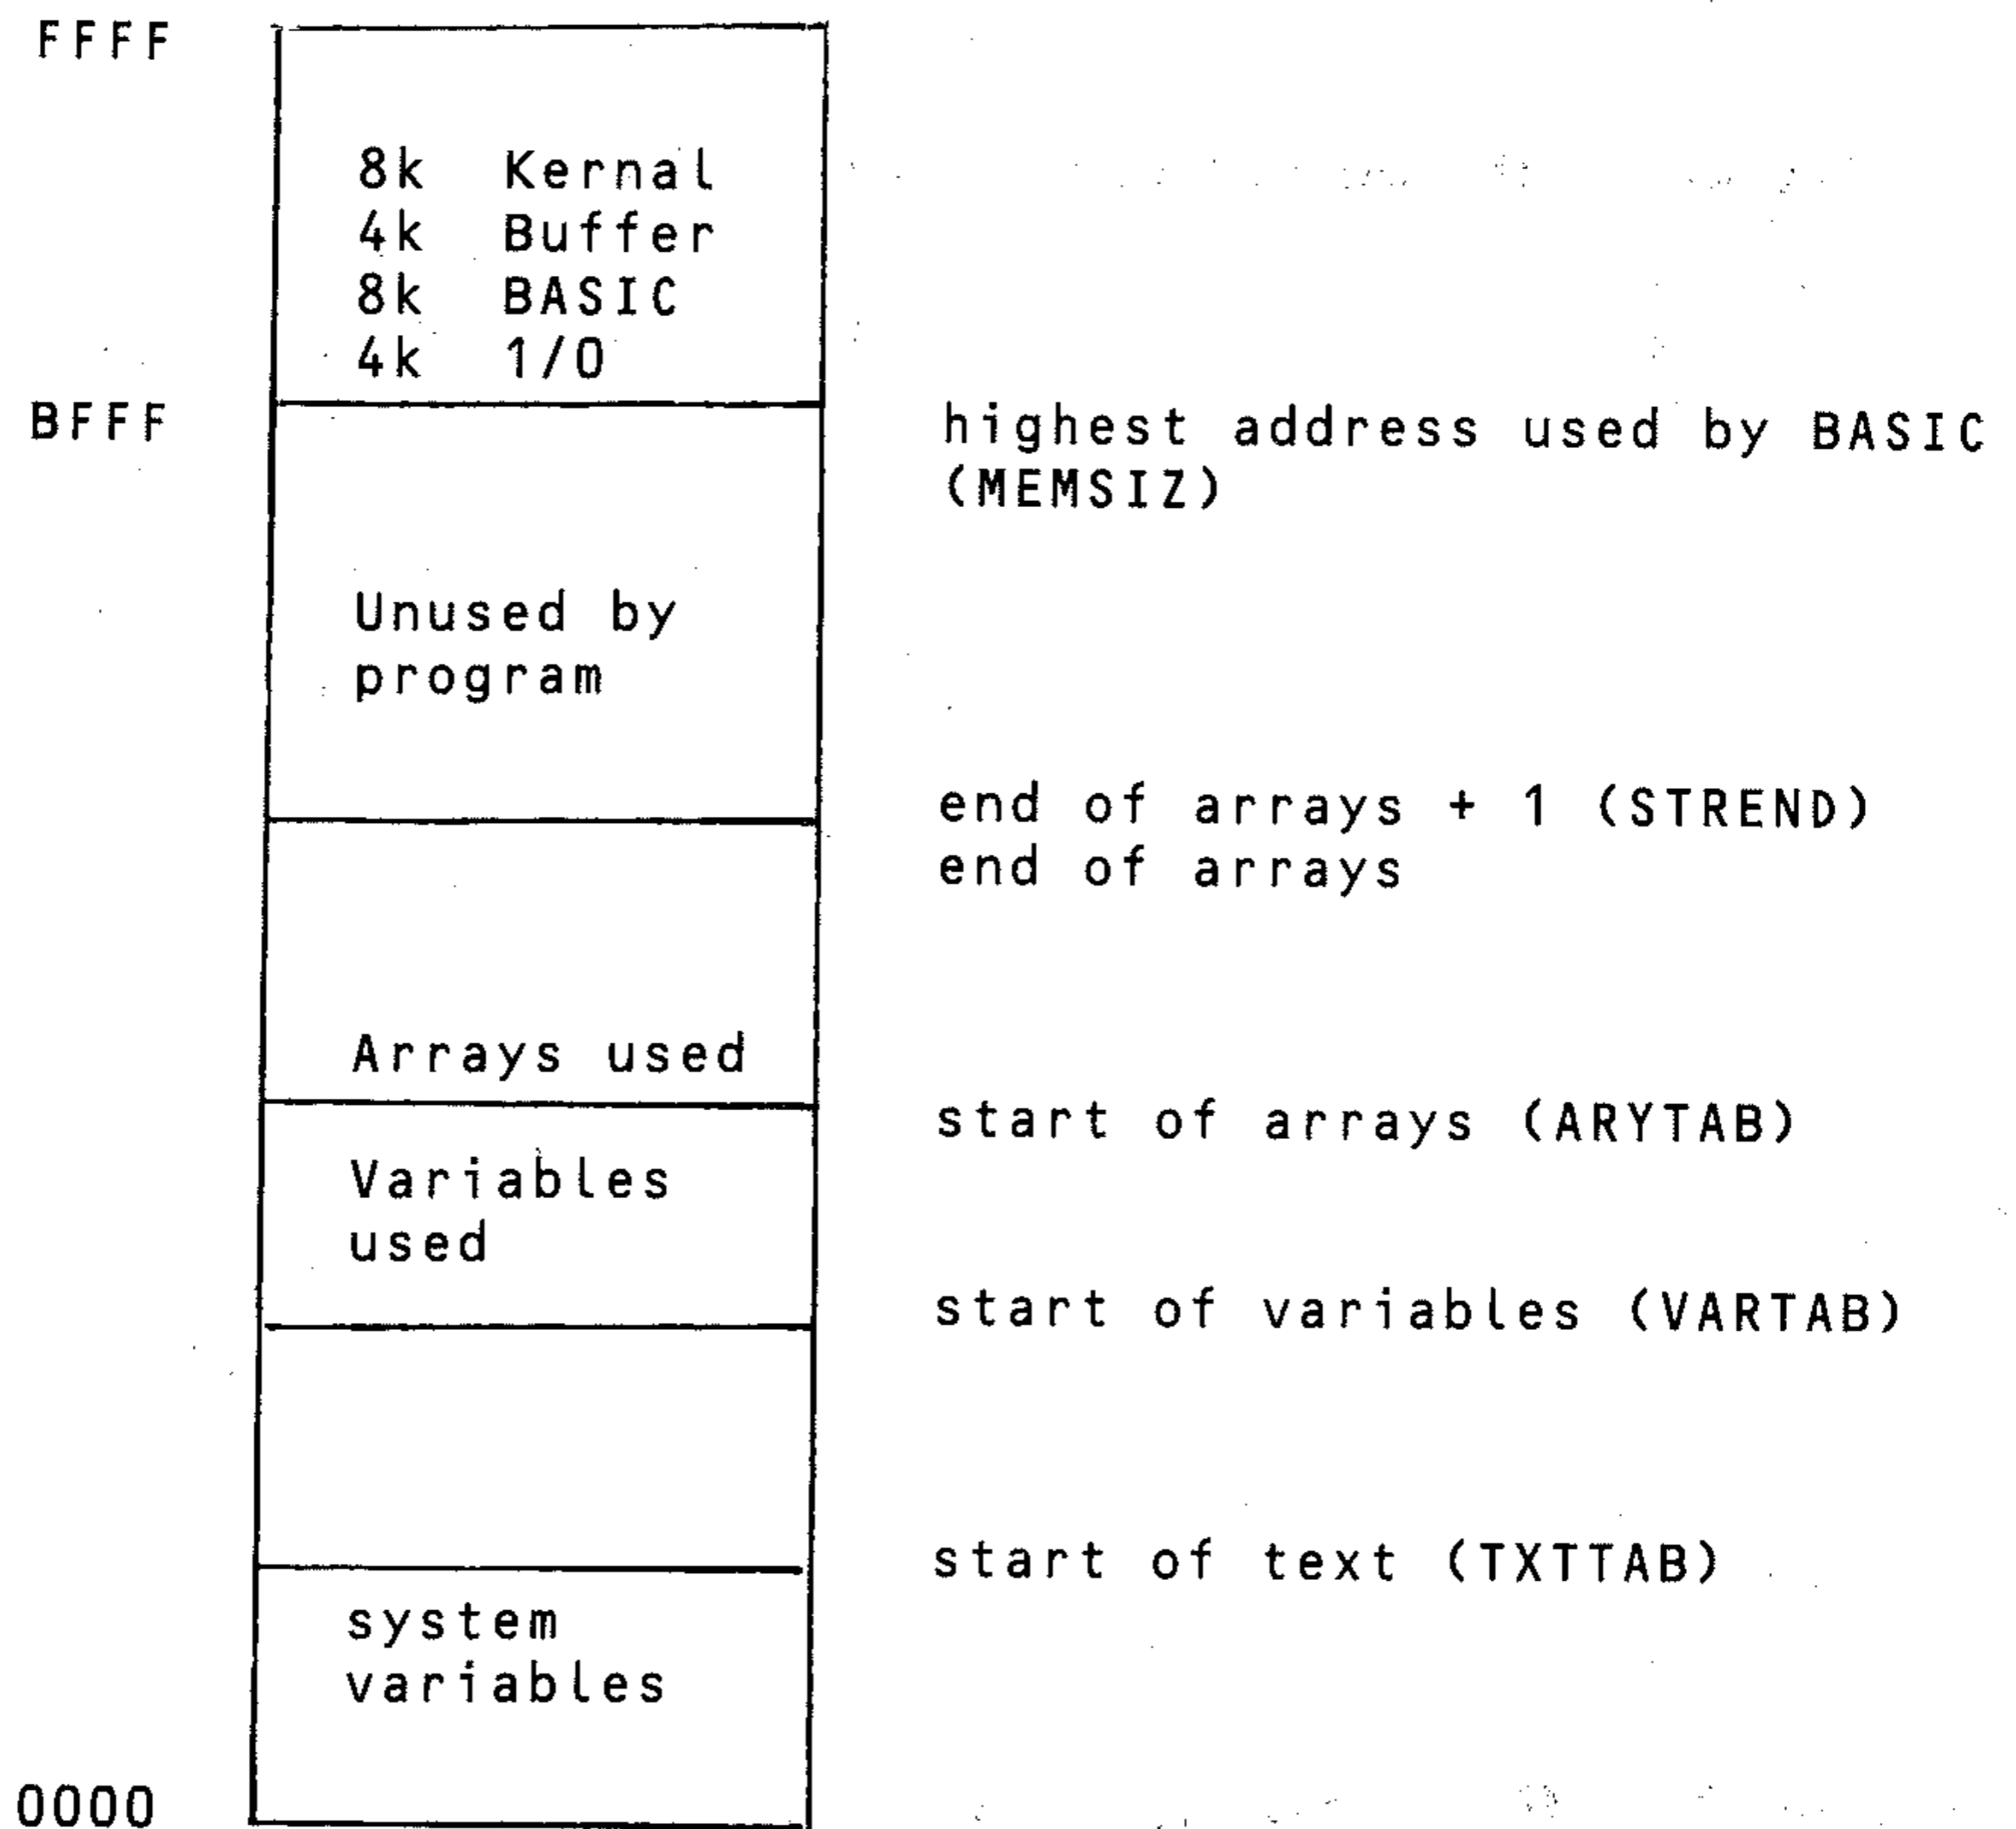 FFFF
8k Kernal
4k Buffer
8k BASIC
4k 1/0
BFFF
highest address used by BASIC
(MEMSIZ)
Unused by
program
end of arrays + 1 (STREND)
end of arrays
Arrays used
start of arrays (ARYTAB)
Variables
used
start of variables (VARTAB)
start of text (TXTTAB)
system
variables
0000